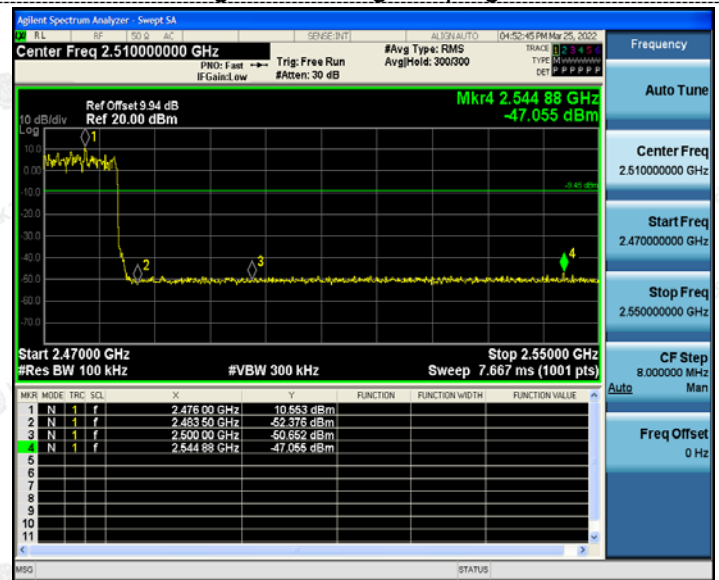 Agilent Spectrum Analyzer - Swept SA
RL RF 50 Ω AC SENSE:INT ALIGNAUTO 04:52:45 PM Mar 25, 2022
Center Freq 2.510000000 GHz
PNO: Fast
IFGain:Low
Trig: Free Run
#Atten: 30 dB
#Avg Type: RMS
Avg|Hold: 300/300
TRACE 1 2 3 4 5 6
TYPE M
DET P P P P P P
Ref Offset 9.94 dB
10 dB/div Ref 20.00 dBm
Log
Mkr4 2.544 88 GHz
-47.055 dBm
10.0
0.00
-10.0
-20.0
-30.0
-40.0
-50.0
-60.0
-70.0
1
2
3
4
-9.45 dBm
Start 2.47000 GHz Stop 2.55000 GHz
#Res BW 100 kHz #VBW 300 kHz Sweep 7.667 ms (1001 pts)
MKR MODE TRC SCL X Y FUNCTION FUNCTION WIDTH FUNCTION VALUE
1 N 1 f 2.476 00 GHz 10.553 dBm
2 N 1 f 2.483 50 GHz -52.376 dBm
3 N 1 f 2.500 00 GHz -50.652 dBm
4 N 1 f 2.544 88 GHz -47.055 dBm
5
6
7
8
9
10
11
MSG STATUS
Frequency
Auto Tune
Center Freq
2.510000000 GHz
Start Freq
2.470000000 GHz
Stop Freq
2.550000000 GHz
CF Step
8.000000 MHz
Auto Man
Freq Offset
0 Hz